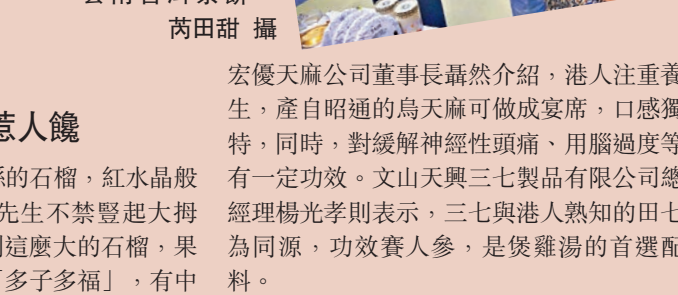 芮田甜 攝
惹人饞
的石榴，紅水晶般
先生不禁豎起大拇
這麼大的石榴，果
「多子多福」，有中
宏優天麻公司董事長聶然介紹，港人注重養
生，產自昭通的烏天麻可做成宴席，口感獨
特，同時，對緩解神經性頭痛、用腦過度等
有一定功效。文山天興三七製品有限公司總
經理楊光孝則表示，三七與港人熟知的田七
為同源，功效賽人參，是煲雞湯的首選配
料。